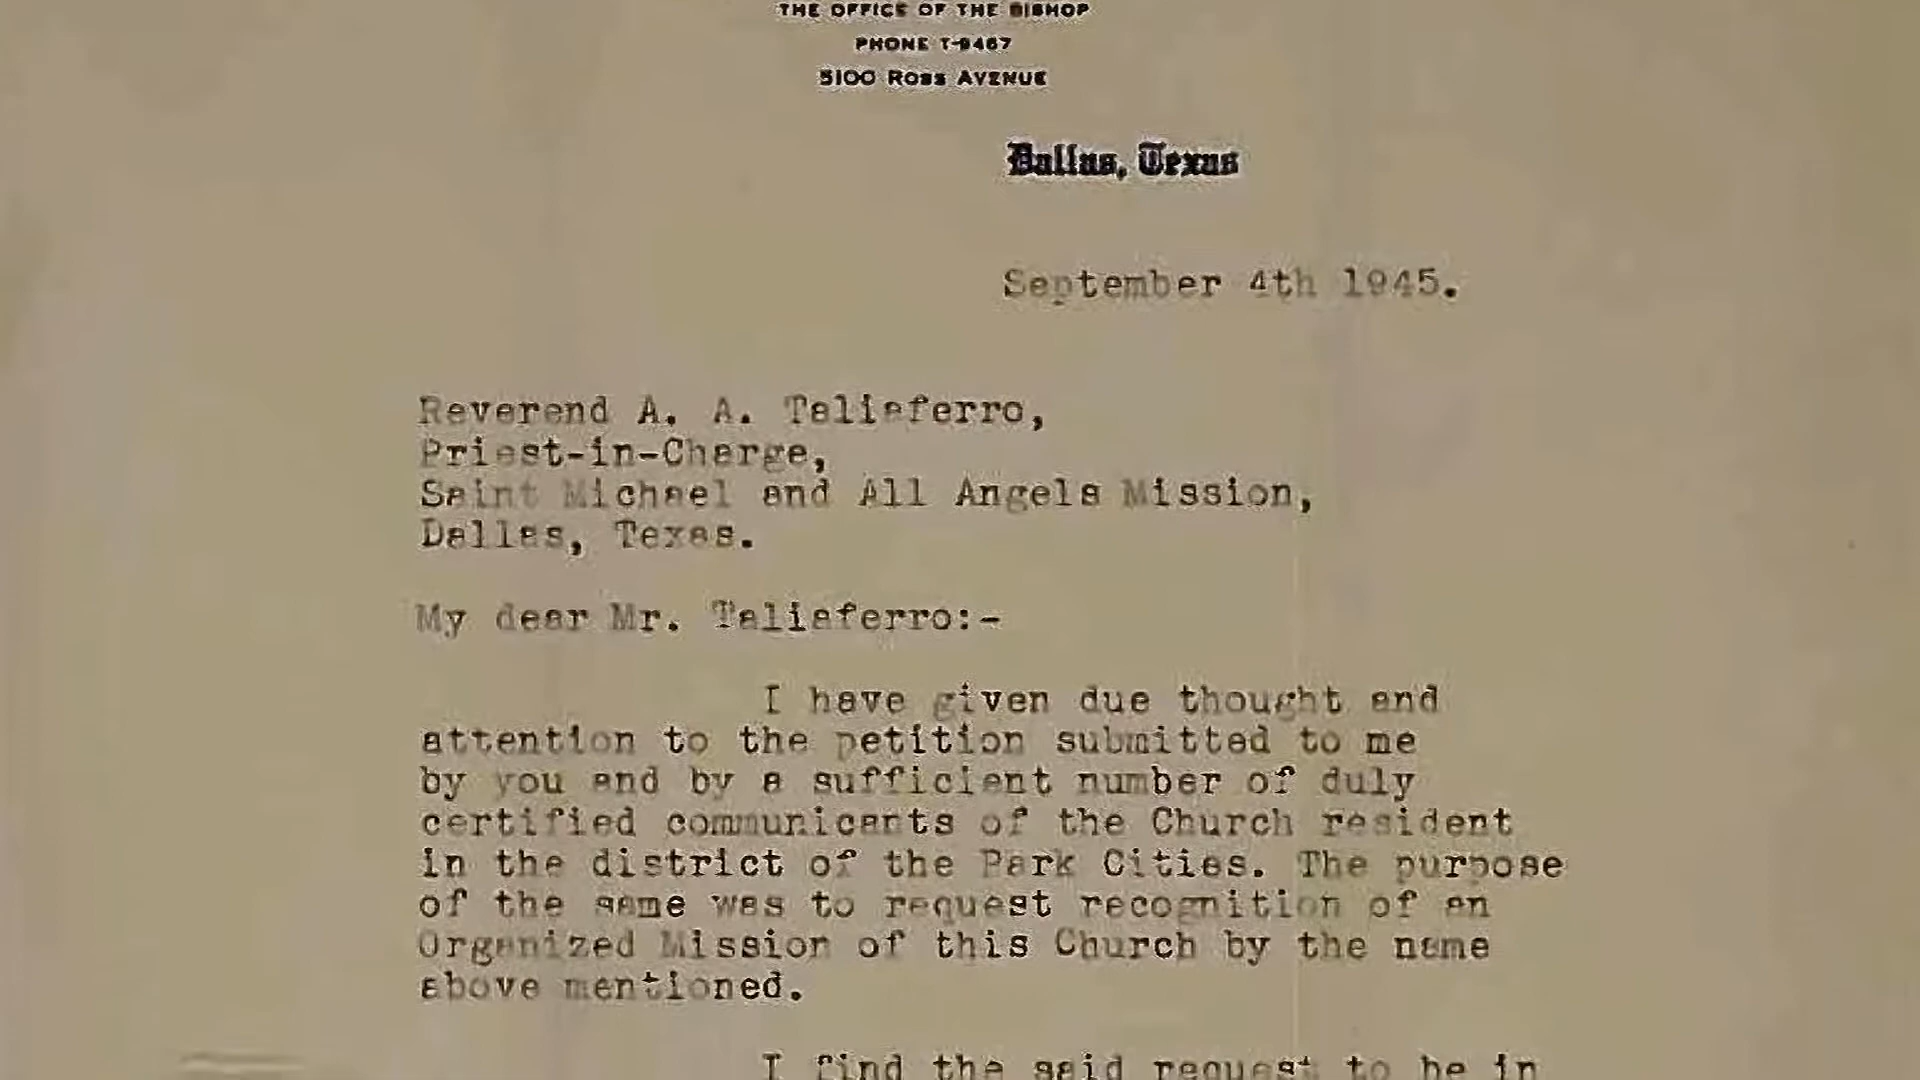 THE OFFICE OF THE BISHOP
PHONE T-8467
5100 ROSS AVENUE
Dallas, Texas
September 4th 1945.
Reverend A. A. Taliaferro,
Priest-in-Charge,
Saint Michael and All Angels Mission,
Dallas, Texas.
My dear Mr. Taliaferro:-
I have given due thought and
attention to the petition submitted to me
by you and by a sufficient number of duly
certified communicants of the Church resident
in the district of the Park Cities. The purpose
of the same was to request recognition of an
Organized Mission of this Church by the name
above mentioned.
I find the said request to be in